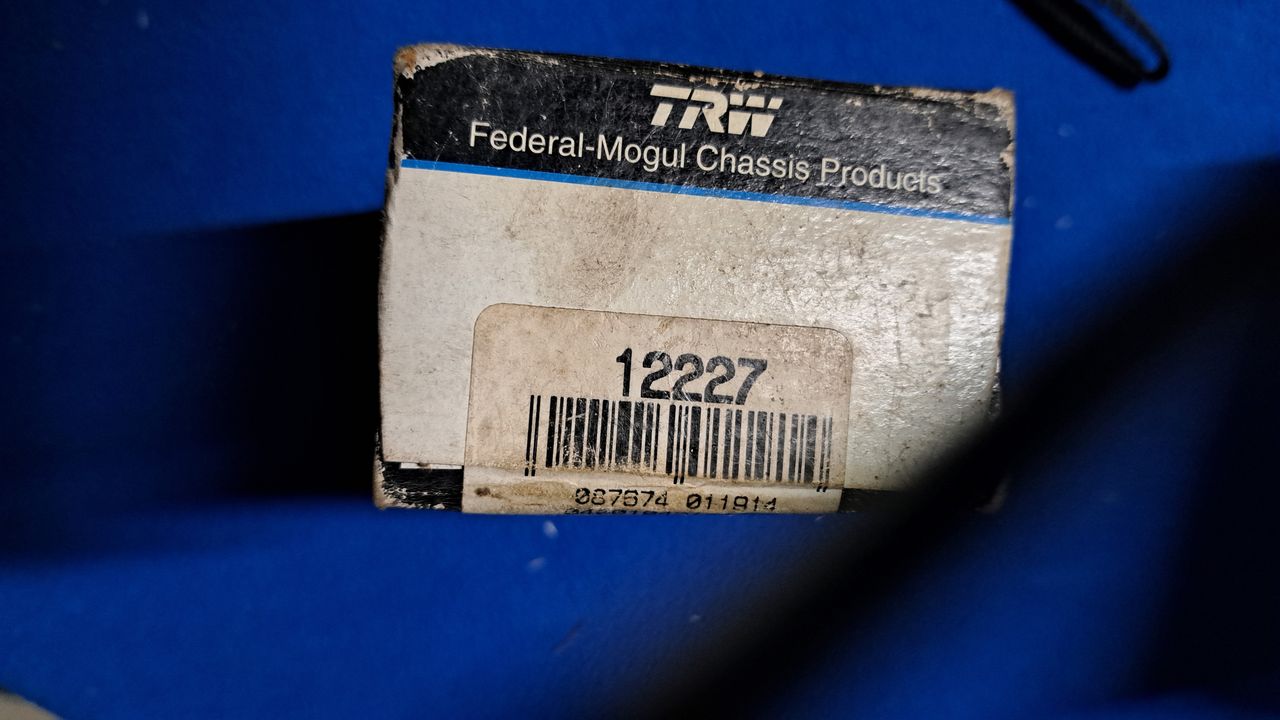 TRW
Federal-Mogul Chassis Products
12227
087674 011914